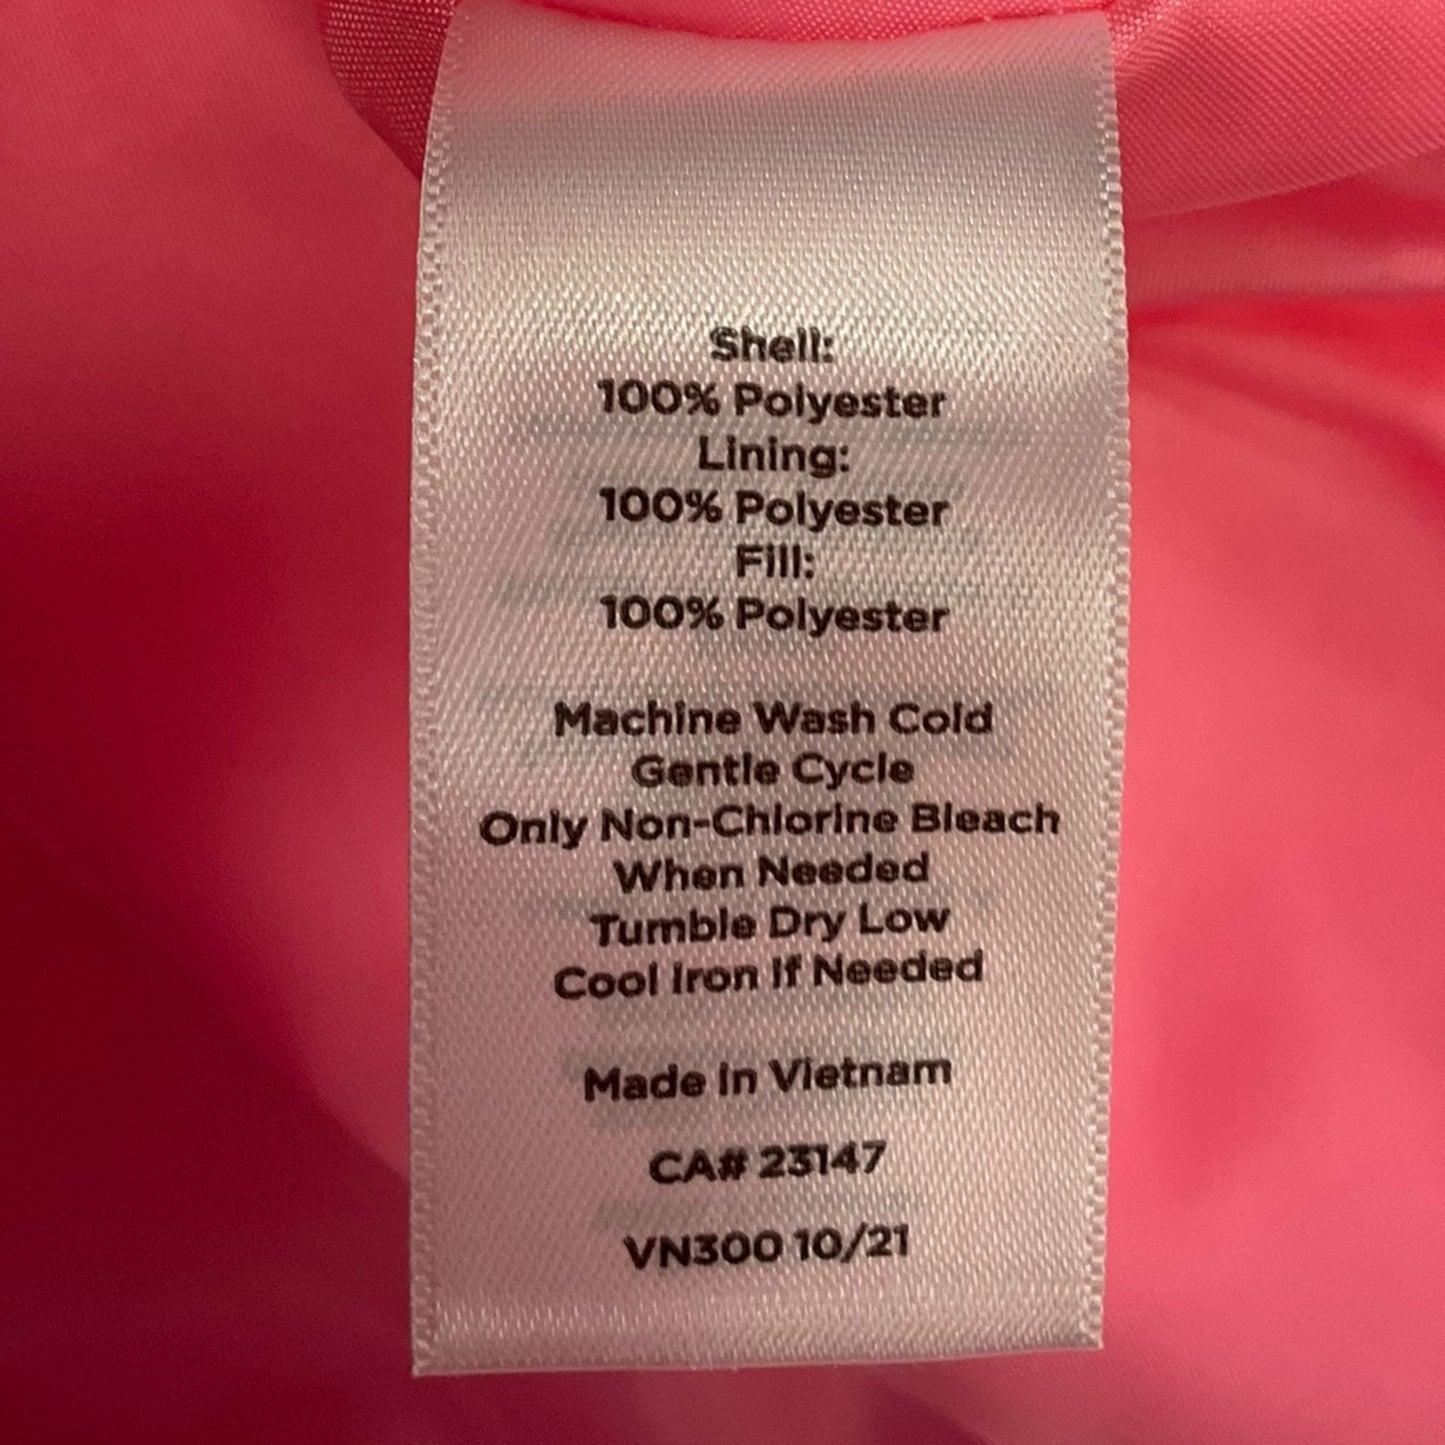 Shell:
100% Polyester
Lining:
100% Polyester
Fill:
100% Polyester
Machine Wash Cold
Gentle Cycle
Only Non-Chlorine Bleach
When Needed
Tumble Dry Low
Cool Iron If Needed
Made In Vietnam
CA# 23147
VN300 10/21